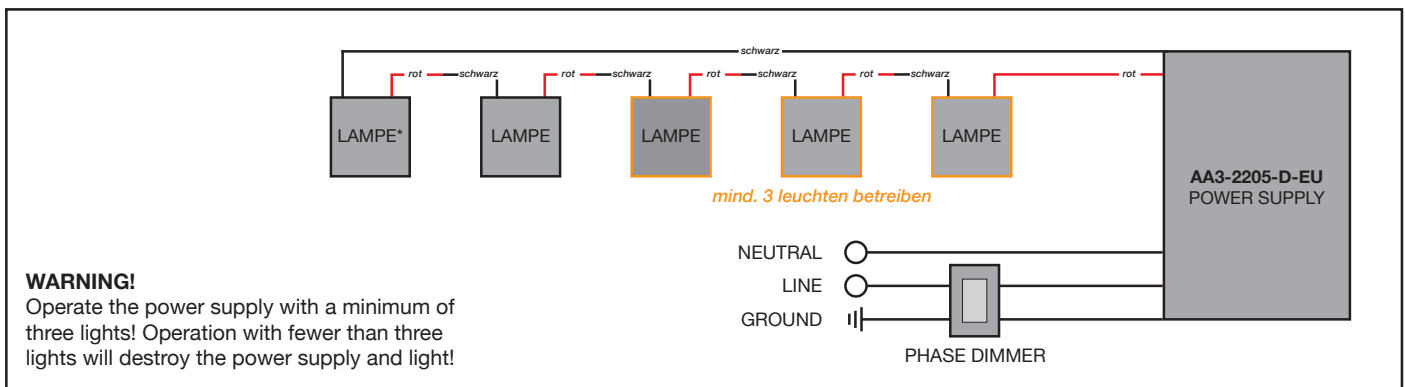 schwarz
rot
schwarz
rot
schwarz
rot
schwarz
rot
schwarz
rot
LAMPE*
LAMPE
LAMPE
LAMPE
LAMPE
mind. 3 leuchten betreiben
AA3-2205-D-EU
POWER SUPPLY
NEUTRAL
LINE
GROUND
PHASE DIMMER
WARNING!
Operate the power supply with a minimum of
three lights! Operation with fewer than three
lights will destroy the power supply and light!